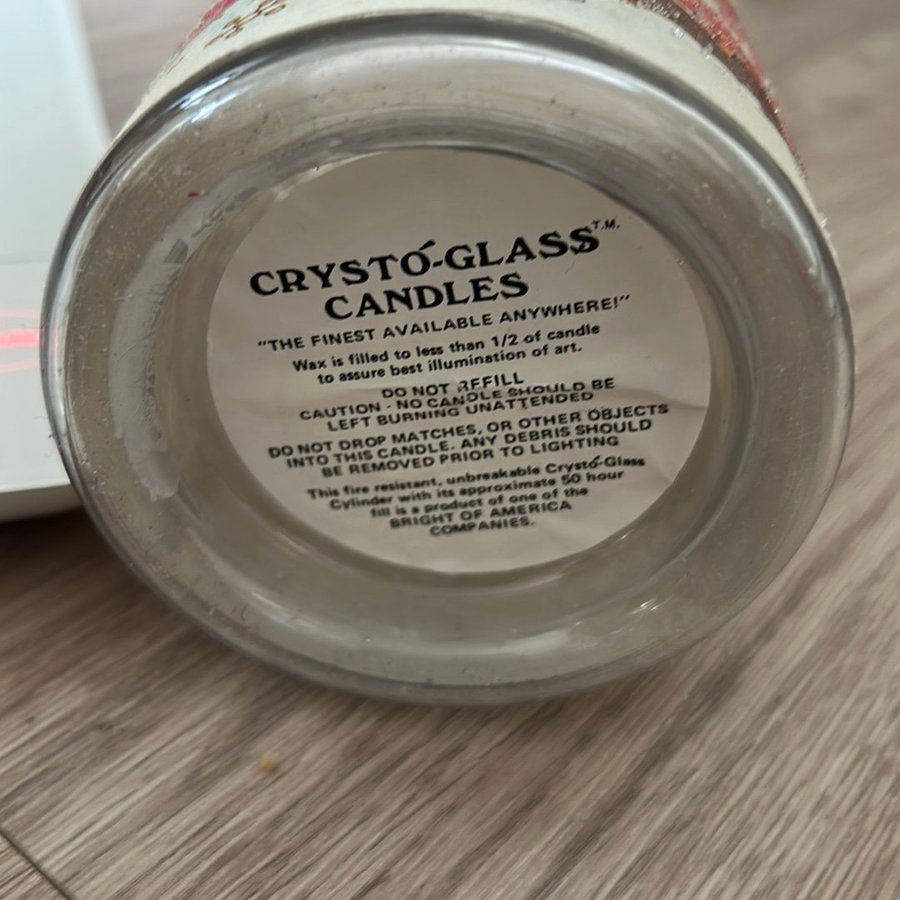 CRYSTÓ-GLASS T.M.
CANDLES
"THE FINEST AVAILABLE ANYWHERE!"
Wax is filled to less than 1/2 of candle
to assure best illumination of art.
DO NOT REFILL
CAUTION - NO CANDLE SHOULD BE
LEFT BURNING UNATTENDED
DO NOT DROP MATCHES, OR OTHER OBJECTS
INTO THIS CANDLE. ANY DEBRIS SHOULD
BE REMOVED PRIOR TO LIGHTING
This fire resistant, unbreakable Crystó-Glass
Cylinder with its approximate 50 hour
fill is a product of one of the
BRIGHT OF AMERICA
COMPANIES.